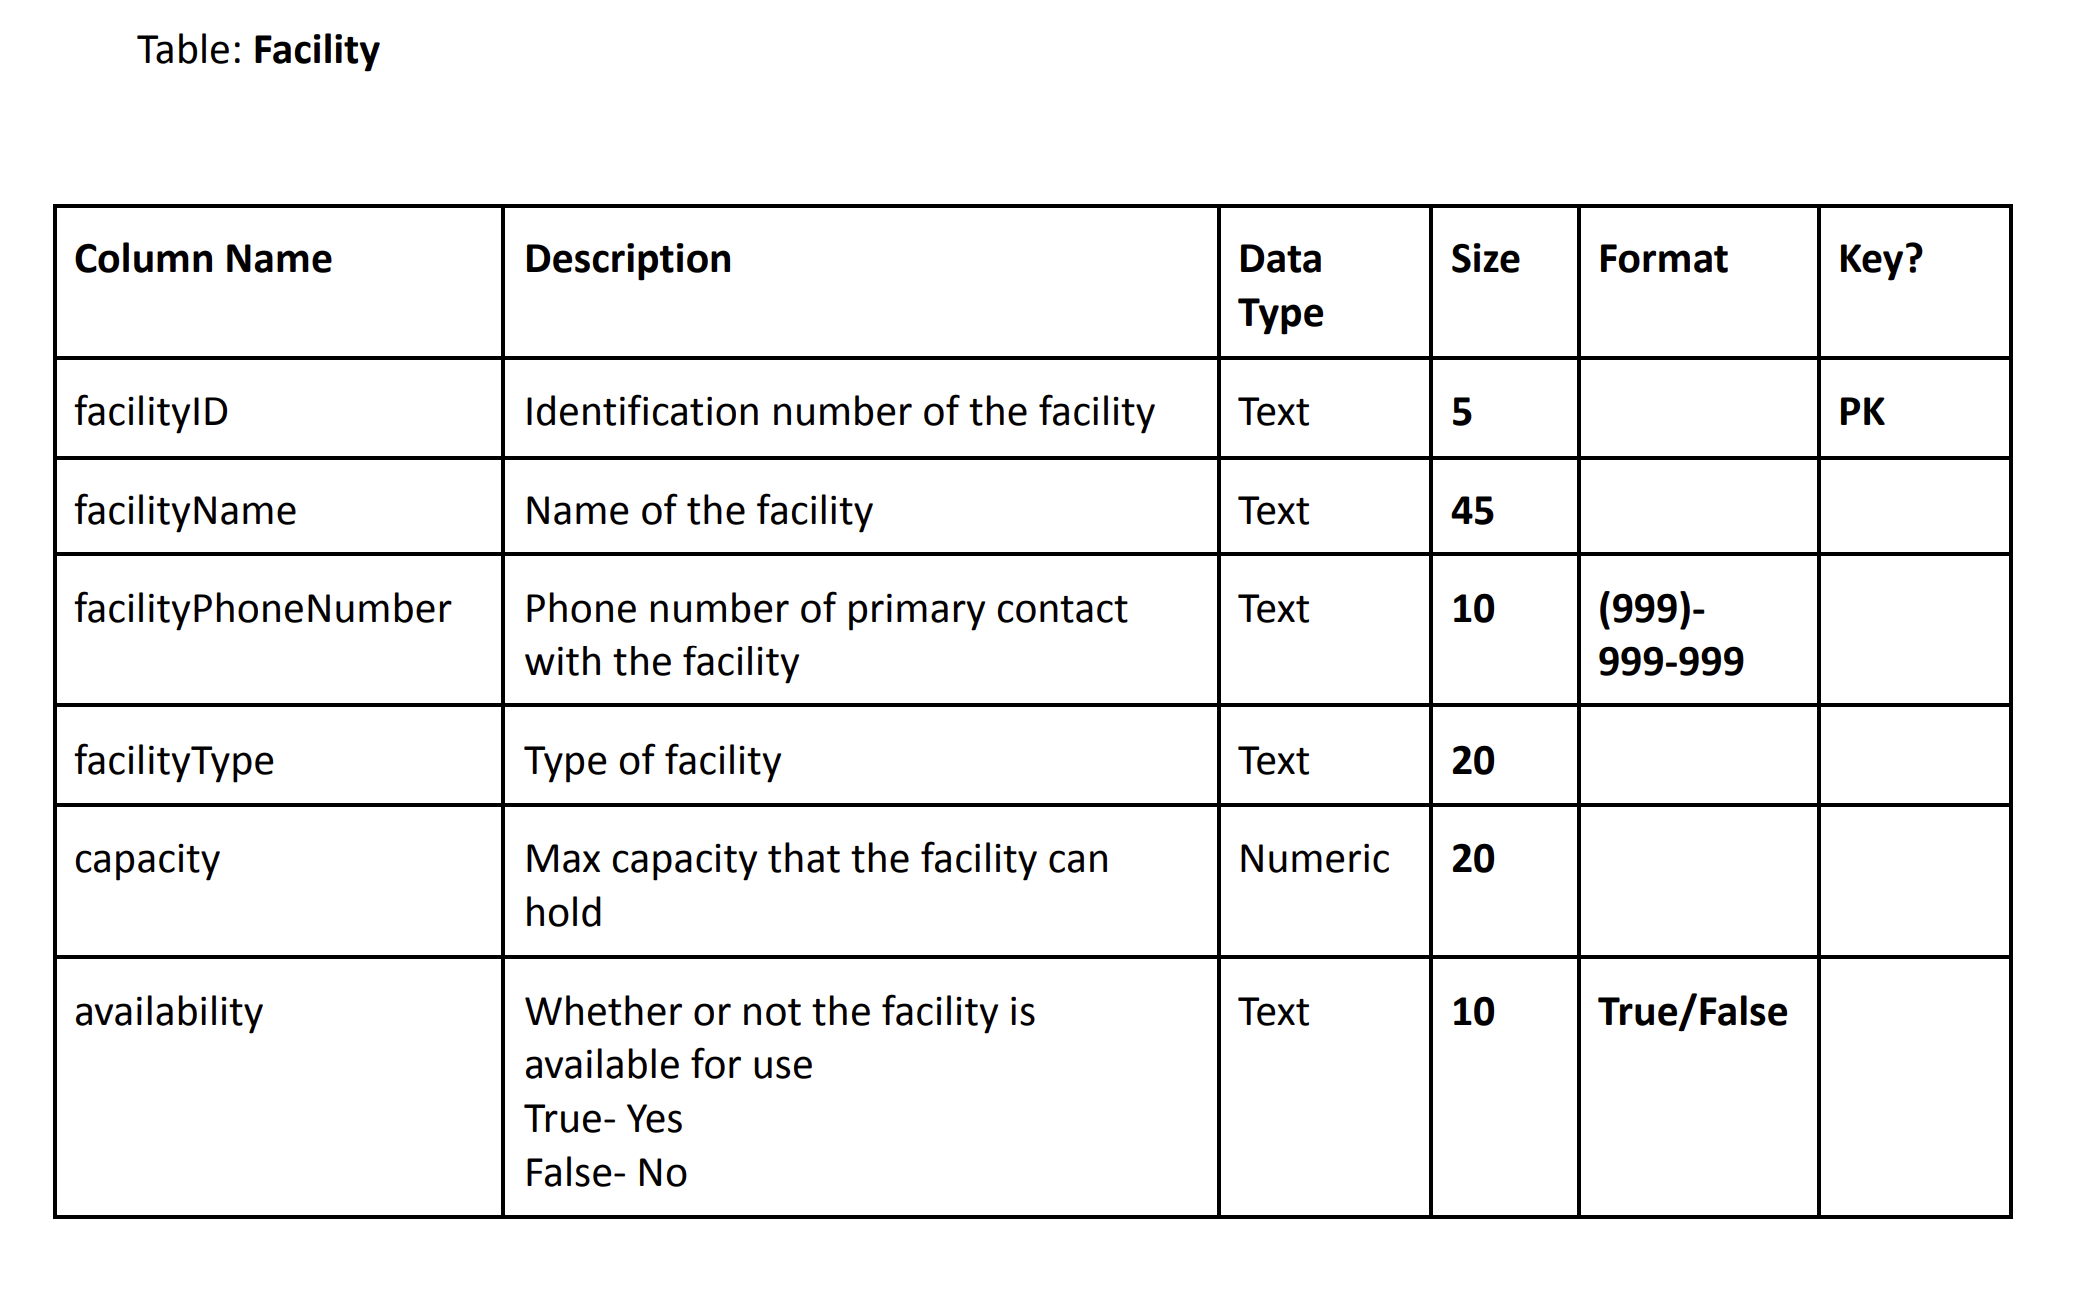 Table: Facility
Column Name Description Data Type Size Format Key?
facilityID Identification number of the facility Text 5 PK
facilityName Name of the facility Text 45
facilityPhoneNumber Phone number of primary contact with the facility Text 10 (999)-999-999
facilityType Type of facility Text 20
capacity Max capacity that the facility can hold Numeric 20
availability Whether or not the facility is available for use True- Yes False- No Text 10 True/False